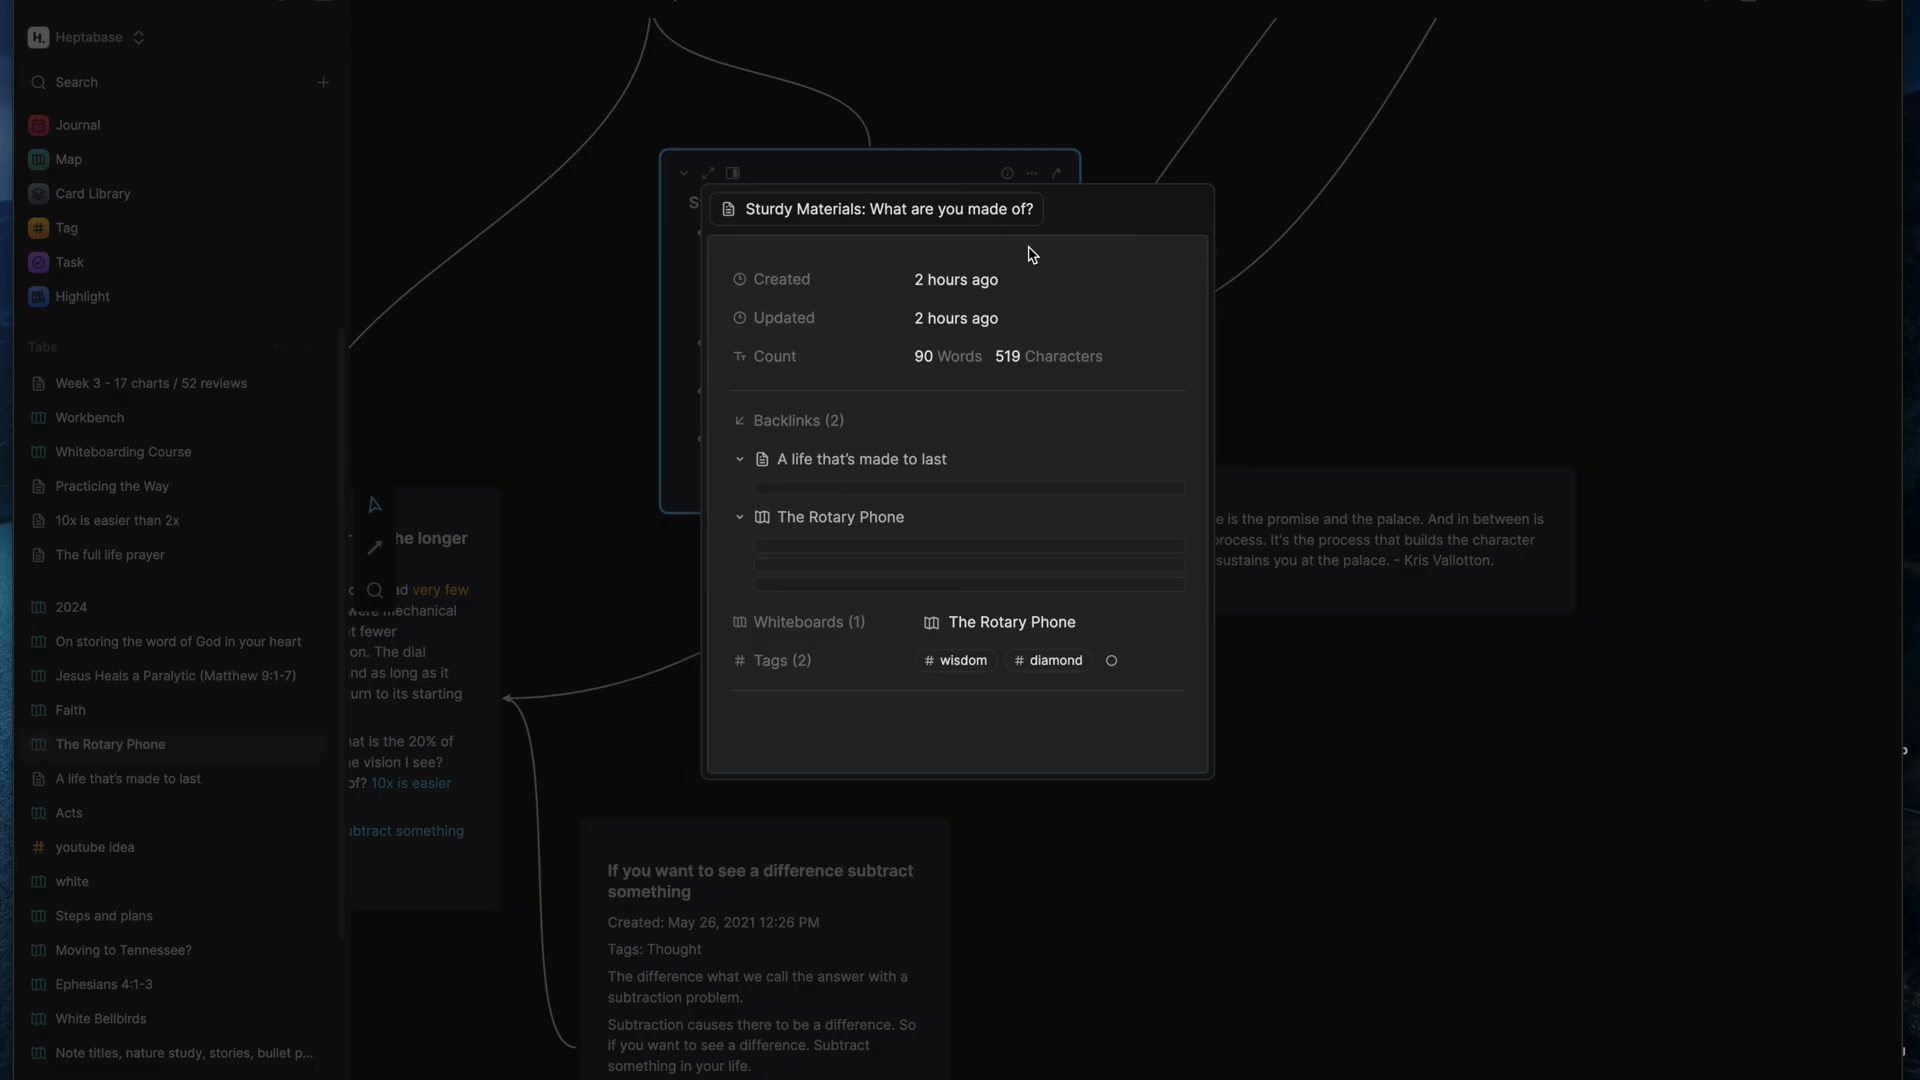 Heptabase
Search
Journal
Map
Card Library
Tag
Task
Highlight
Tabs
Week 3 - 17 charts / 52 reviews
Workbench
Whiteboarding Course
Practicing the Way
10x is easier than 2x
The full life prayer
2024
On storing the word of God in your heart
Jesus Heals a Paralytic (Matthew 9:1-7)
Faith
The Rotary Phone
A life that's made to last
Acts
youtube idea
white
Steps and plans
Moving to Tennessee?
Ephesians 4:1-3
White Bellbirds
Note titles, nature study, stories, bullet p...
he longer
ad very few
were mechanical
t fewer
on. The dial
nd as long as it
urn to its starting
hat is the 20% of
e vision I see?
of? 10x is easier
ubtract something
S
Sturdy Materials: What are you made of?
Created 2 hours ago
Updated 2 hours ago
Count 90 Words 519 Characters
Backlinks (2)
A life that's made to last
The Rotary Phone
Whiteboards (1) The Rotary Phone
Tags (2) # wisdom # diamond
e is the promise and the palace. And in between is
process. It's the process that builds the character
sustains you at the palace. - Kris Vallotton.
If you want to see a difference subtract
something
Created: May 26, 2021 12:26 PM
Tags: Thought
The difference what we call the answer with a
subtraction problem.
Subtraction causes there to be a difference. So
if you want to see a difference. Subtract
something in your life.